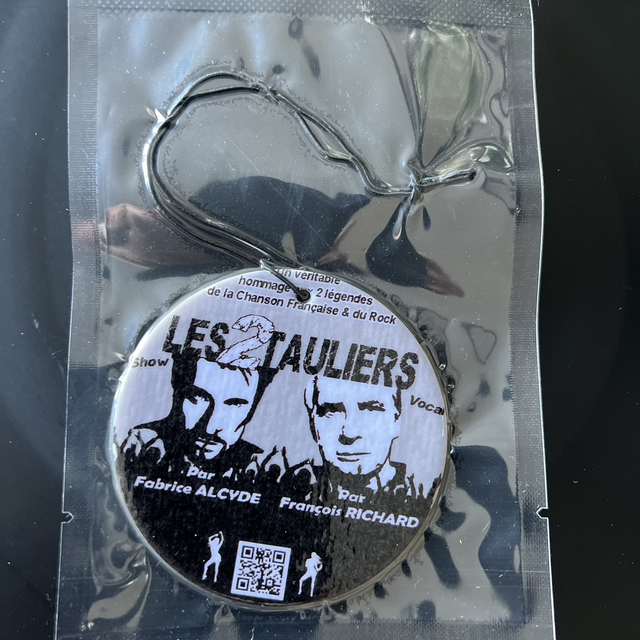 un véritable
hommage aux 2 légendes
de la Chanson Française & du Rock
LES 2 TAULIERS
Show
Vocal
par
Fabrice ALCYDE
par
François RICHARD